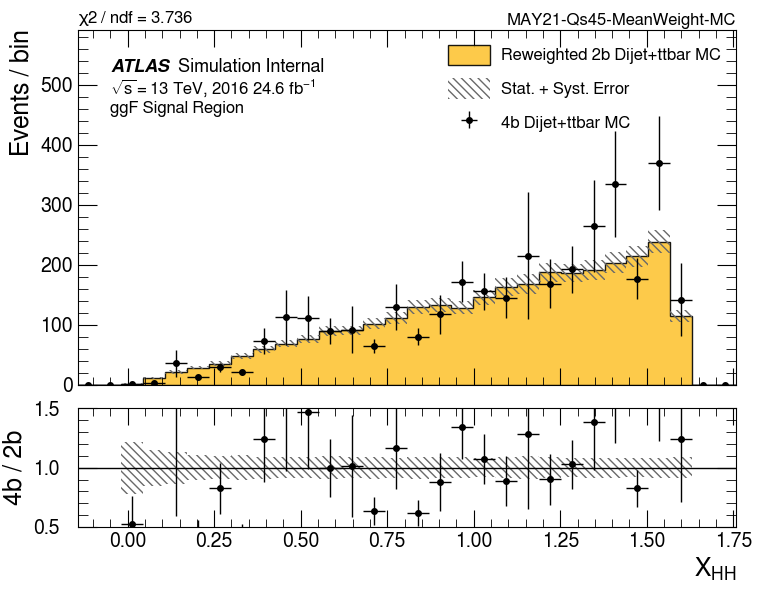 χ2 / ndf = 3.736
MAY21-Qs45-MeanWeight-MC
Events / bin
ATLAS Simulation Internal
√s = 13 TeV, 2016 24.6 fb⁻¹
ggF Signal Region
Reweighted 2b Dijet+ttbar MC
Stat. + Syst. Error
4b Dijet+ttbar MC
500
400
300
200
100
0
4b / 2b
1.5
1.0
0.5
0.00 0.25 0.50 0.75 1.00 1.25 1.50 1.75
X_HH